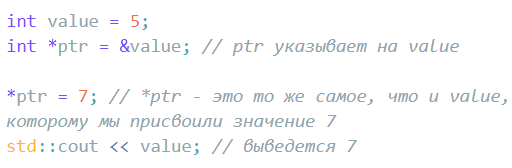 int value = 5;
int *ptr = &value; // ptr указывает на value
*ptr = 7; // *ptr - это то же самое, что и value,
которому мы присвоили значение 7
std::cout << value; // выведется 7